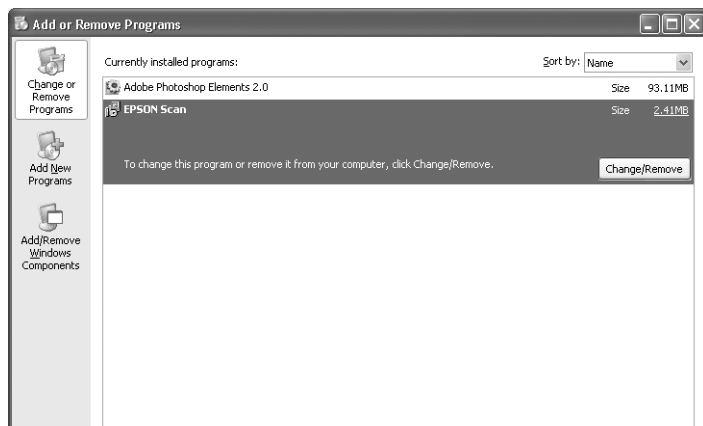 Add or Remove Programs
Change or
Remove
Programs
Currently installed programs:
Sort by: Name
Adobe Photoshop Elements 2.0 Size 93.11MB
EPSON Scan Size 2.41MB
To change this program or remove it from your computer, click Change/Remove.
Change/Remove
Add New
Programs
Add/Remove
Windows
Components